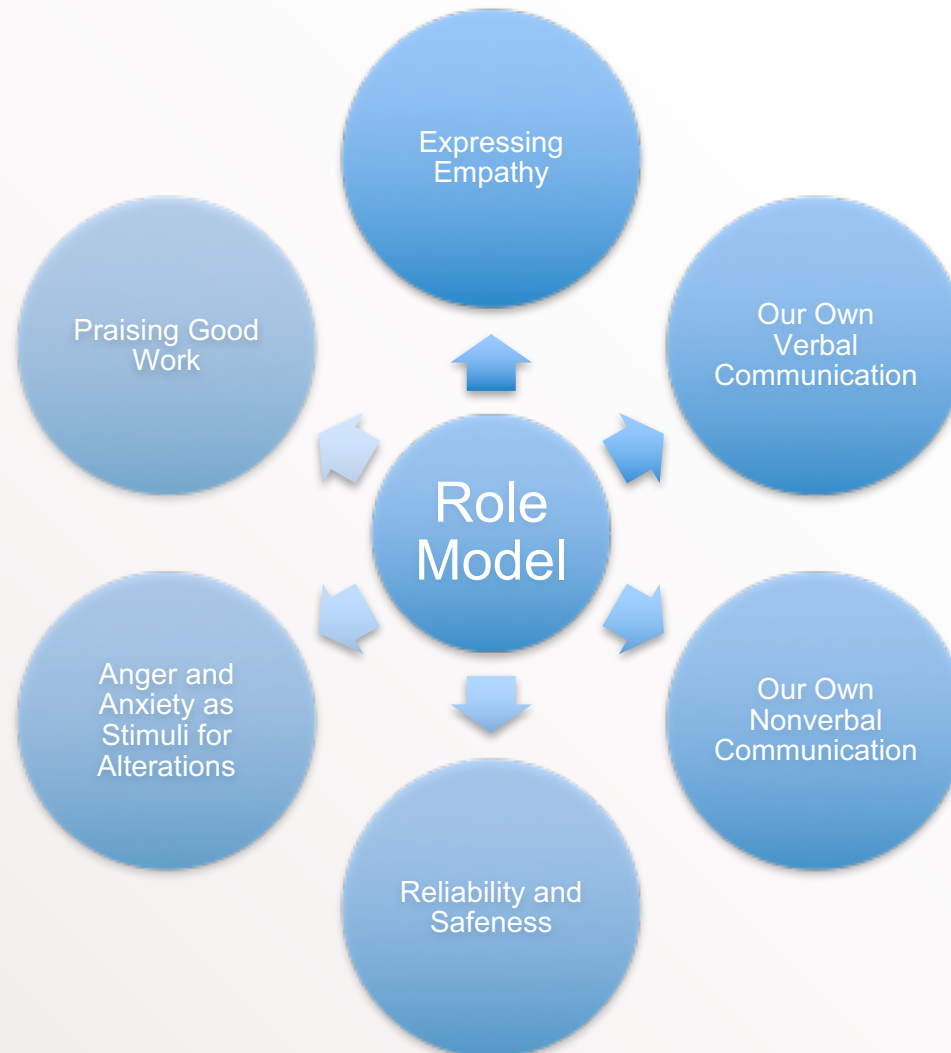 Expressing
Empathy
Our Own
Verbal
Communication
Our Own
Nonverbal
Communication
Reliability and
Safeness
Anger and
Anxiety as
Stimuli for
Alterations
Praising Good
Work
Role
Model